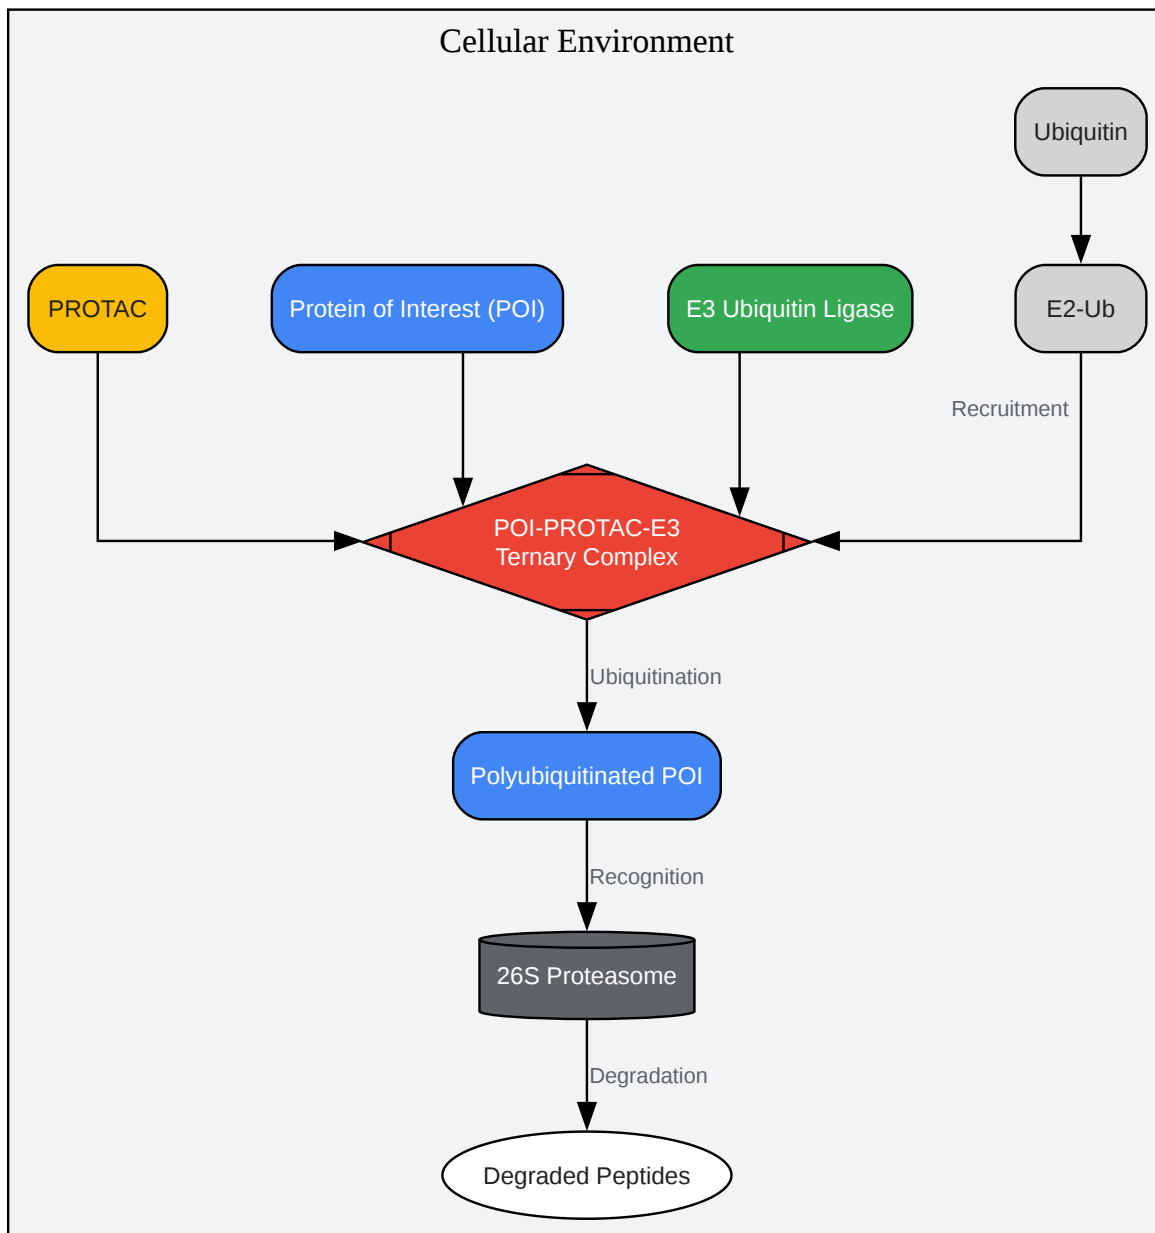 Cellular Environment
Ubiquitin
PROTAC
Protein of Interest (POI)
E3 Ubiquitin Ligase
E2-Ub
Recruitment
POI-PROTAC-E3
Ternary Complex
Ubiquitination
Polyubiquitinated POI
Recognition
26S Proteasome
Degradation
Degraded Peptides